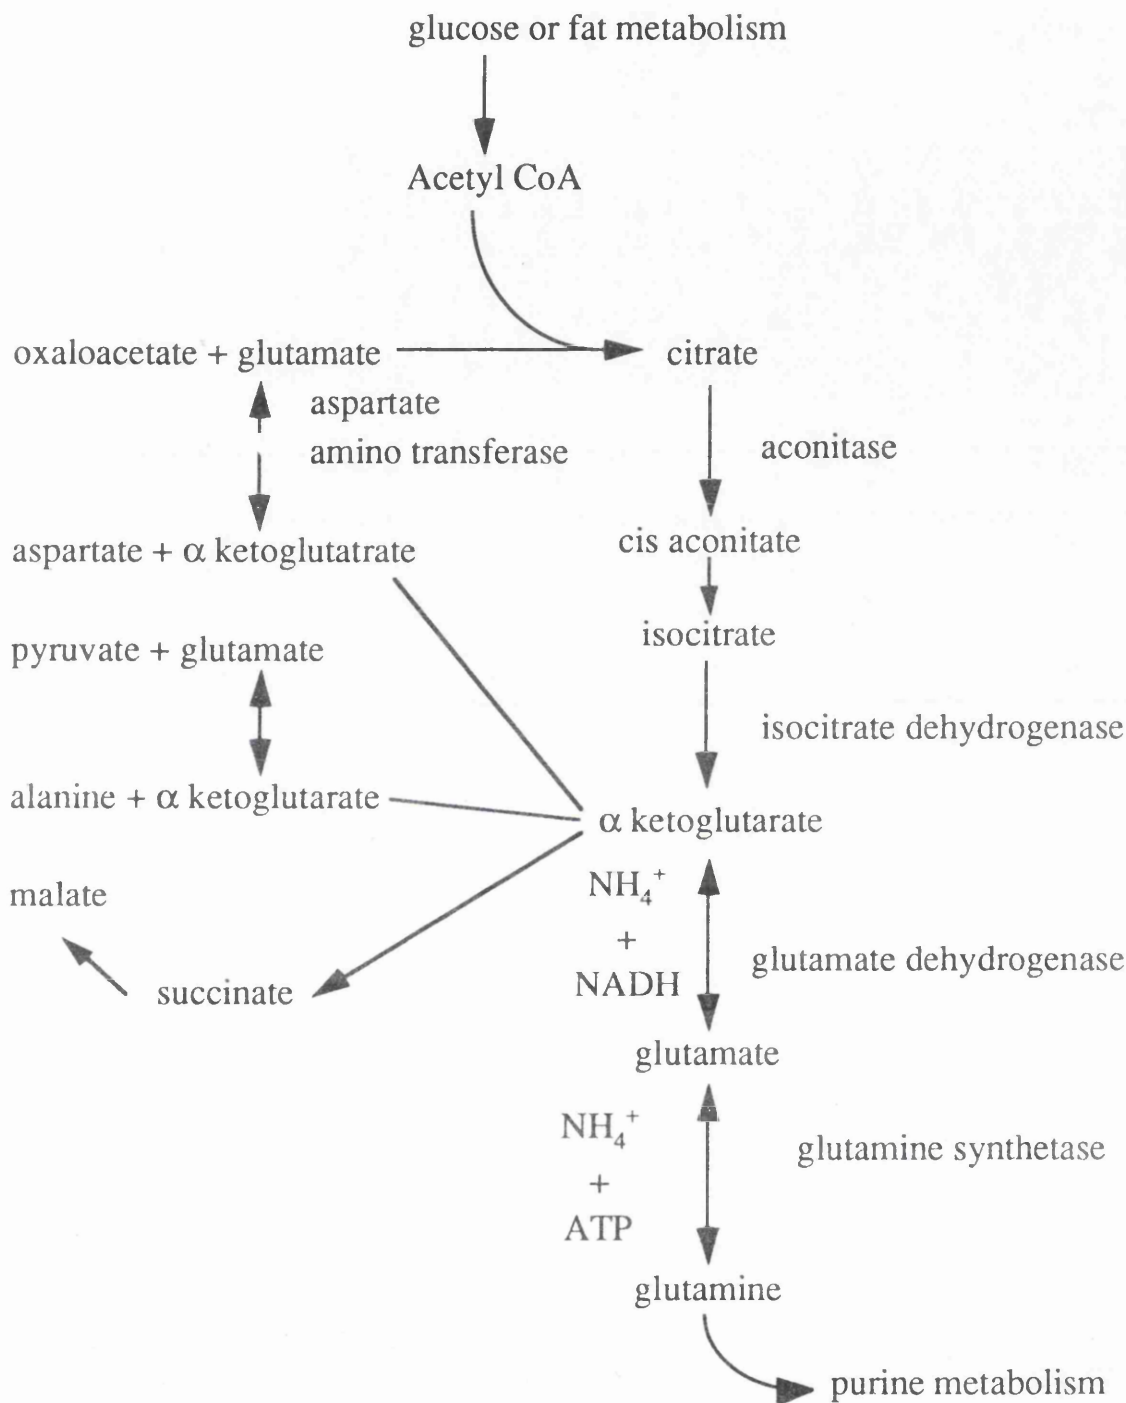 glucose or fat metabolism
Acetyl CoA
oxaloacetate + glutamate
citrate
aspartate
amino transferase
aconitase
aspartate + α ketoglutatrate
cis aconitate
pyruvate + glutamate
isocitrate
isocitrate dehydrogenase
alanine + α ketoglutarate
α ketoglutarate
malate
NH₄⁺
+
NADH
glutamate dehydrogenase
succinate
glutamate
NH₄⁺
+
ATP
glutamine synthetase
glutamine
purine metabolism